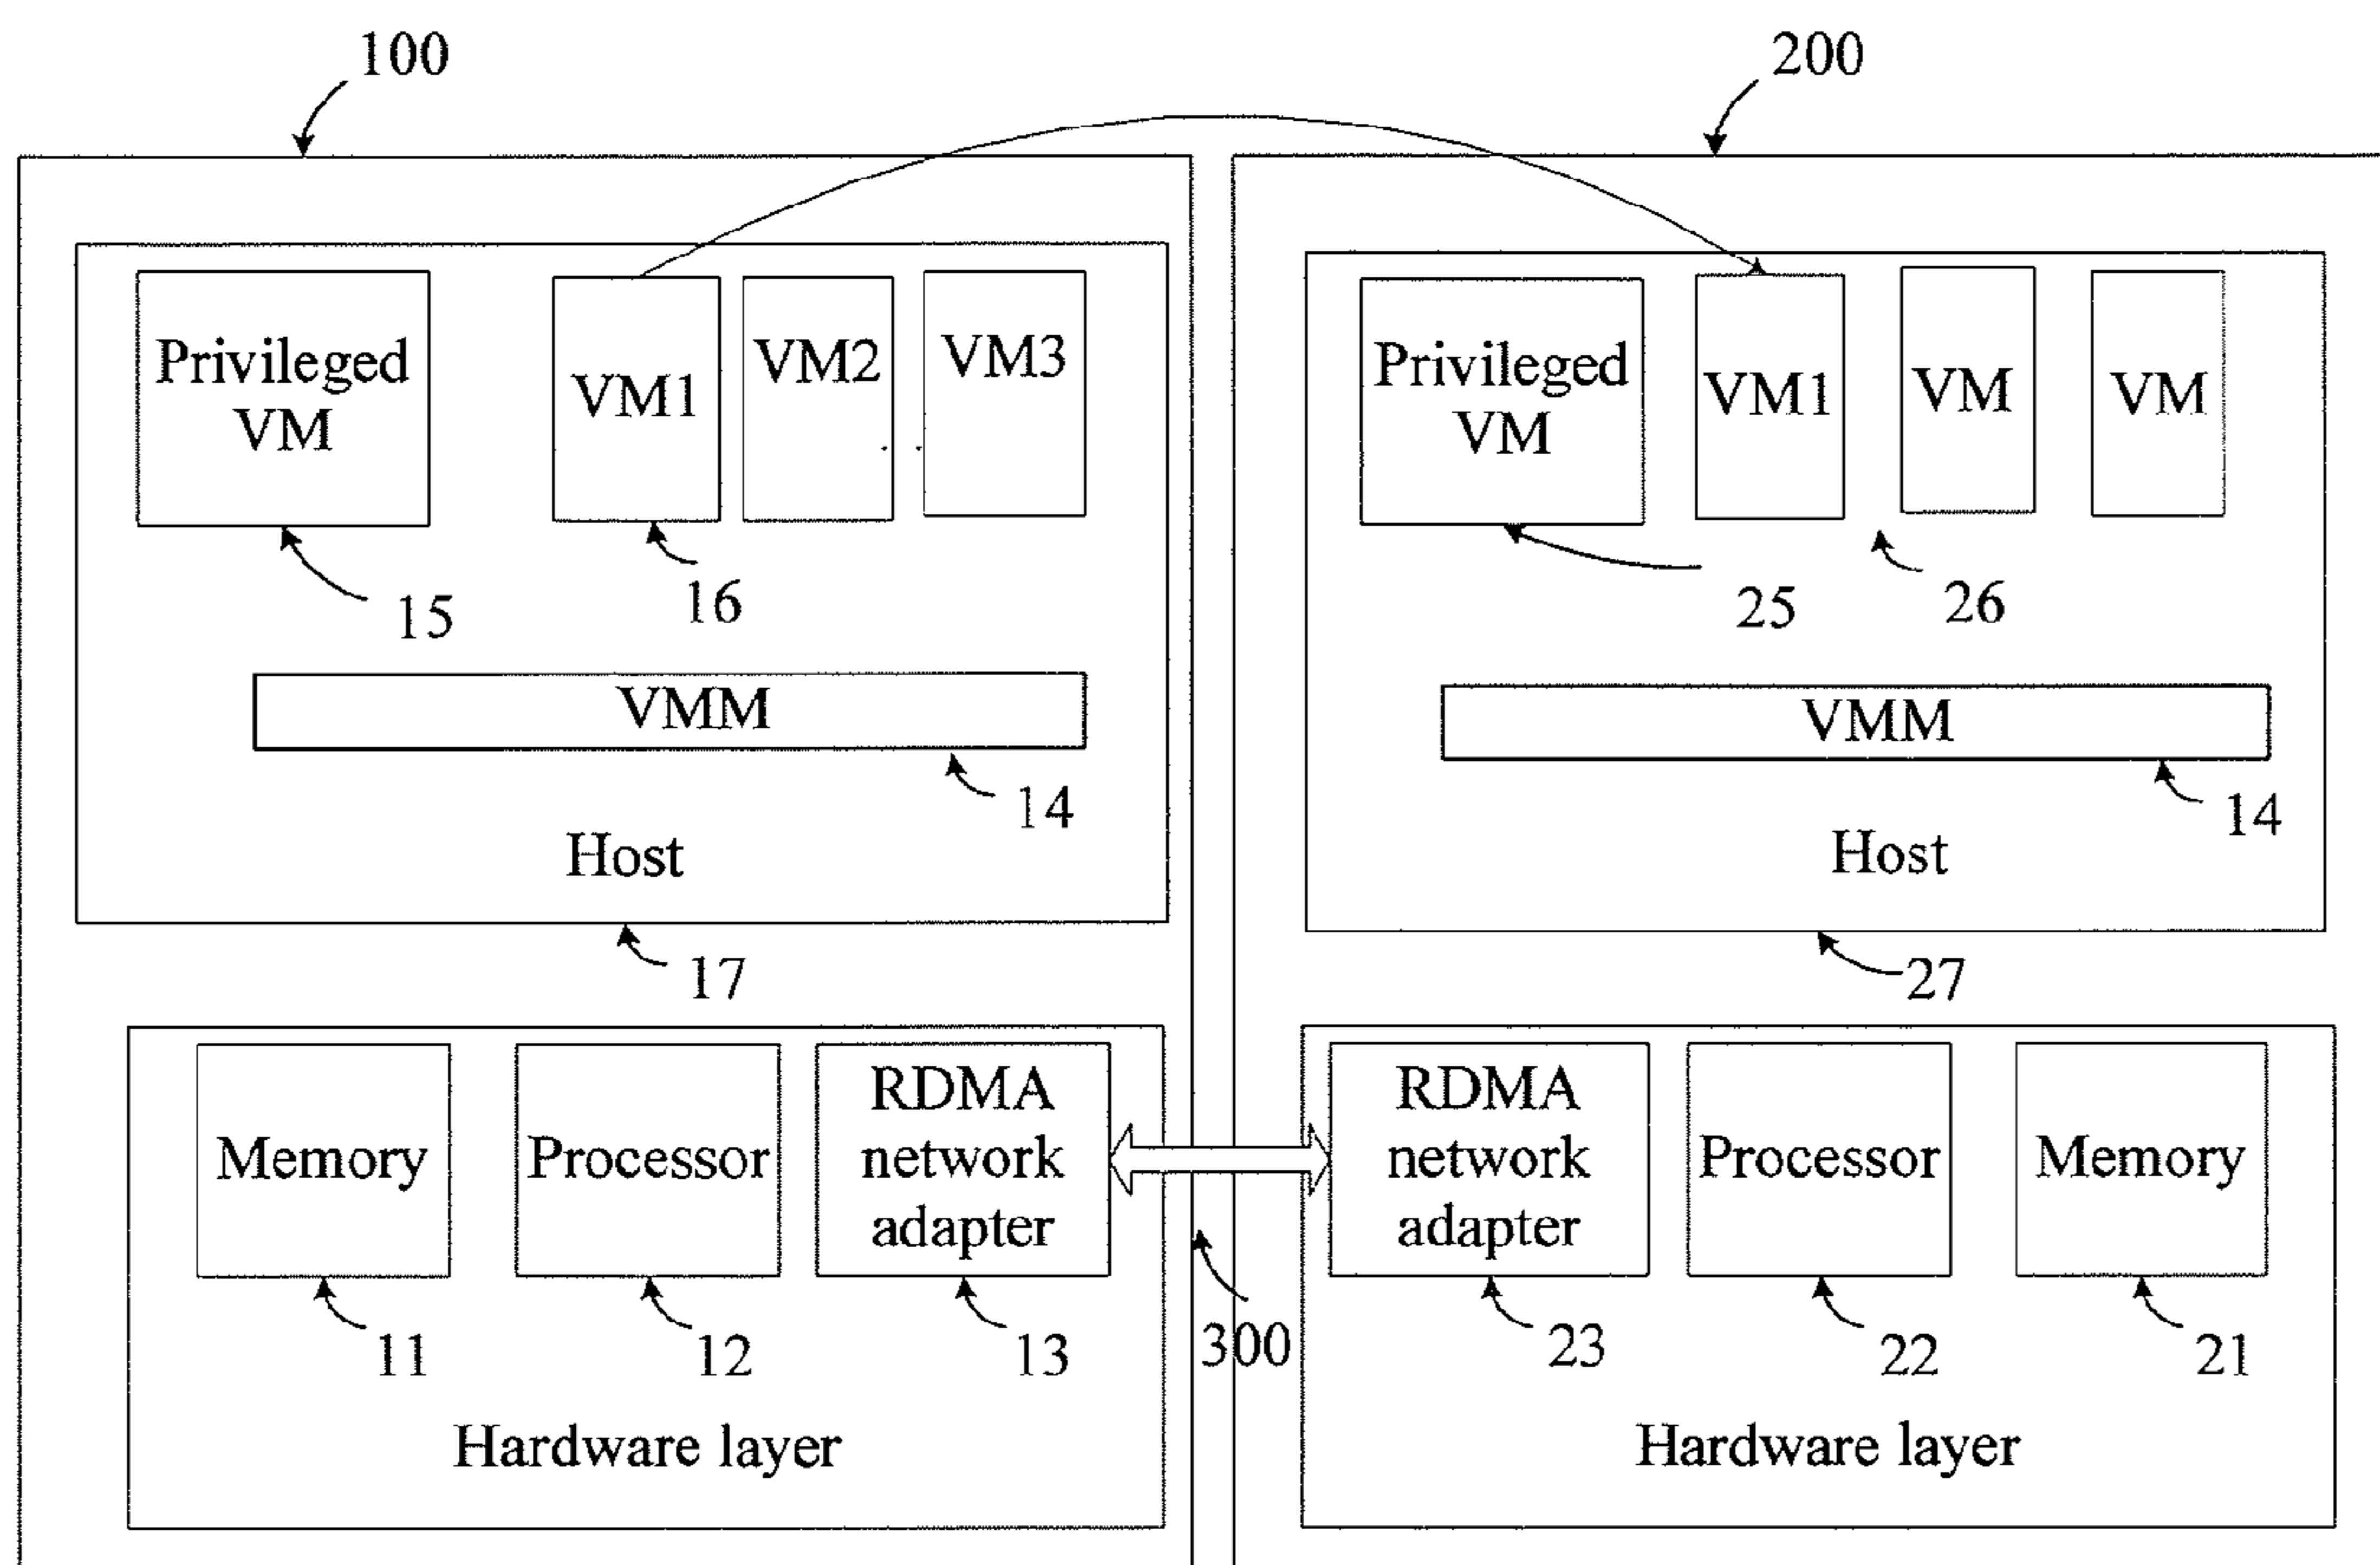 100
200
Privileged
VM
VM1
VM2
VM3
15
16
VMM
14
Host
17
Privileged
VM
VM1
VM
VM
25
26
VMM
14
Host
27
Memory
Processor
RDMA
network
adapter
11
12
13
Hardware layer
300
RDMA
network
adapter
Processor
Memory
23
22
21
Hardware layer